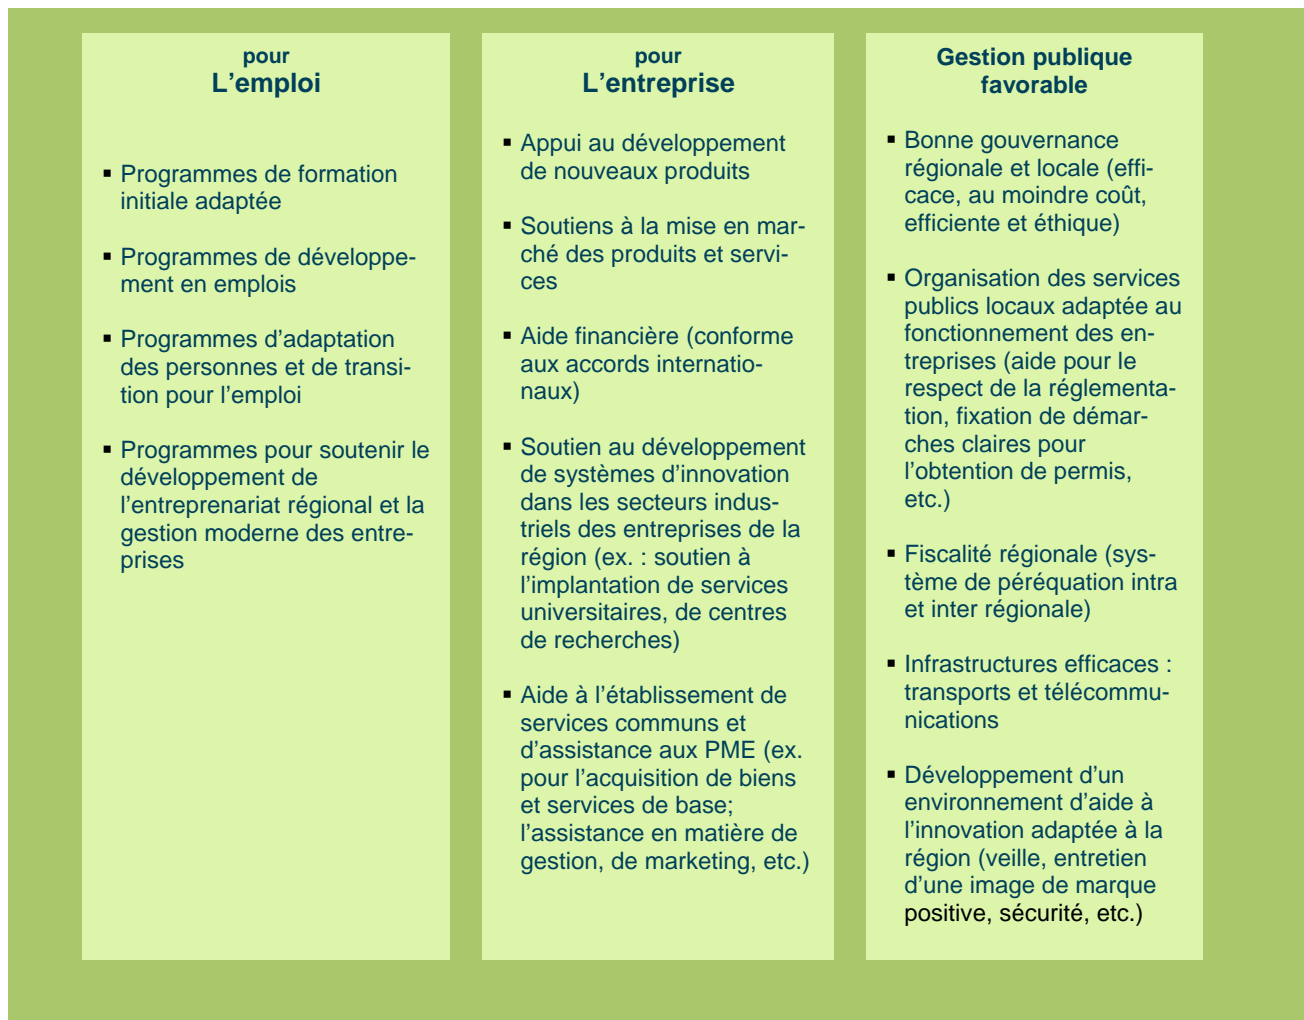 pour
L’emploi
▪ Programmes de formation
initiale adaptée
▪ Programmes de développe-
ment en emplois
▪ Programmes d’adaptation
des personnes et de transi-
tion pour l’emploi
▪ Programmes pour soutenir le
développement de
l’entreprenariat régional et la
gestion moderne des entre-
prises
pour
L’entreprise
▪ Appui au développement
de nouveaux produits
▪ Soutiens à la mise en mar-
ché des produits et servi-
ces
▪ Aide financière (conforme
aux accords internatio-
naux)
▪ Soutien au développement
de systèmes d’innovation
dans les secteurs indus-
triels des entreprises de la
région (ex. : soutien à
l’implantation de services
universitaires, de centres
de recherches)
▪ Aide à l’établissement de
services communs et
d’assistance aux PME (ex.
pour l’acquisition de biens
et services de base;
l’assistance en matière de
gestion, de marketing, etc.)
Gestion publique
favorable
▪ Bonne gouvernance
régionale et locale (effi-
cace, au moindre coût,
efficiente et éthique)
▪ Organisation des services
publics locaux adaptée au
fonctionnement des en-
treprises (aide pour le
respect de la réglementa-
tion, fixation de démar-
ches claires pour
l’obtention de permis,
etc.)
▪ Fiscalité régionale (sys-
tème de péréquation intra
et inter régionale)
▪ Infrastructures efficaces :
transports et télécommu-
nications
▪ Développement d’un
environnement d’aide à
l’innovation adaptée à la
région (veille, entretien
d’une image de marque
positive, sécurité, etc.)